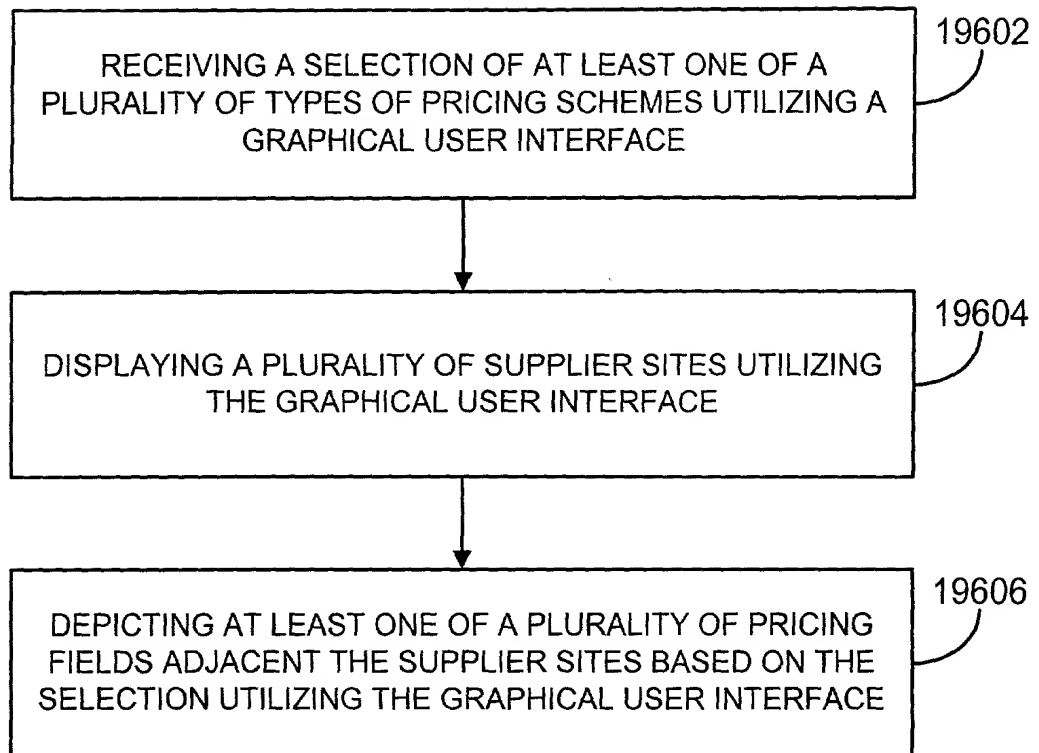 19602
RECEIVING A SELECTION OF AT LEAST ONE OF A
PLURALITY OF TYPES OF PRICING SCHEMES UTILIZING A
GRAPHICAL USER INTERFACE
19604
DISPLAYING A PLURALITY OF SUPPLIER SITES UTILIZING
THE GRAPHICAL USER INTERFACE
19606
DEPICTING AT LEAST ONE OF A PLURALITY OF PRICING
FIELDS ADJACENT THE SUPPLIER SITES BASED ON THE
SELECTION UTILIZING THE GRAPHICAL USER INTERFACE